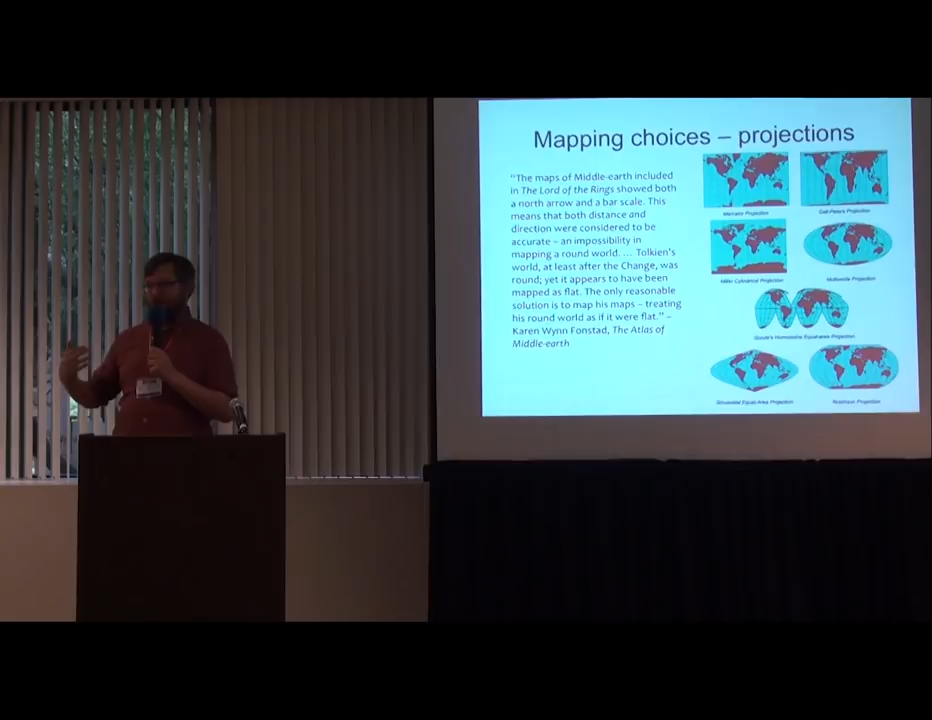 Mapping choices – projections
“The maps of Middle-earth included
in The Lord of the Rings showed both
a north arrow and a bar scale. This
means that both distance and
direction were considered to be
accurate – an impossibility in
mapping a round world. ... Tolkien's
world, at least after the Change, was
round; yet it appears to have been
mapped as flat. The only reasonable
solution is to map his maps – treating
his round world as if it were flat.” –
Karen Wynn Fonstad, The Atlas of
Middle-earth
Mercator Projection
Gall-Peters Projection
Miller Cylindrical Projection
Mollweide Projection
Goode's Homolosine Equal-area Projection
Sinusoidal Equal-Area Projection
Robinson Projection